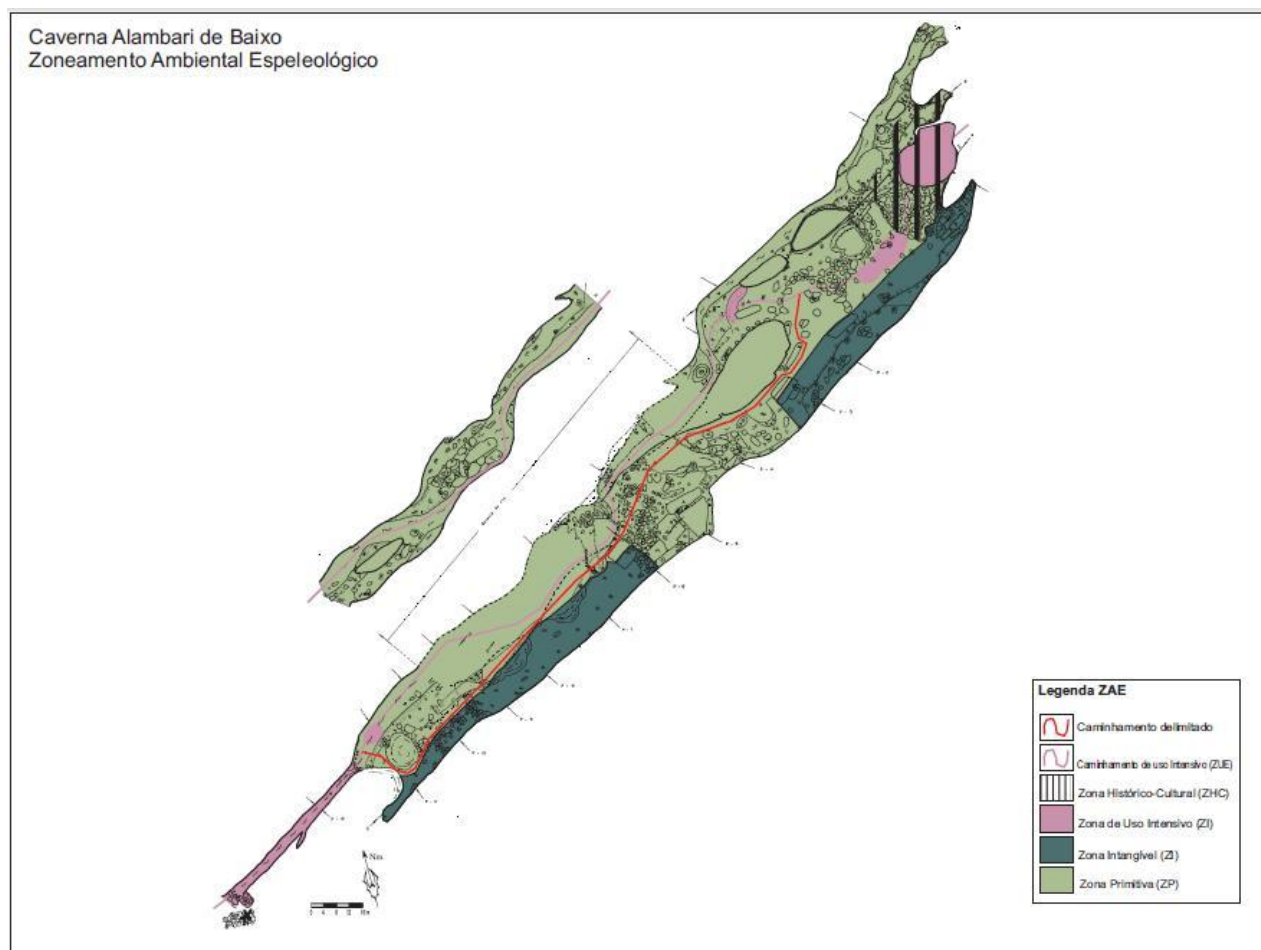 Caverna Alambari de Baixo
Zoneamento Ambiental Espeleológico
Legenda ZAE
Caminhamento delimitado
Caminhamento de uso Intensivo (ZUE)
Zona Histórico-Cultural (ZHC)
Zona de Uso Intensivo (ZI)
Zona Intangível (ZI)
Zona Primitiva (ZP)